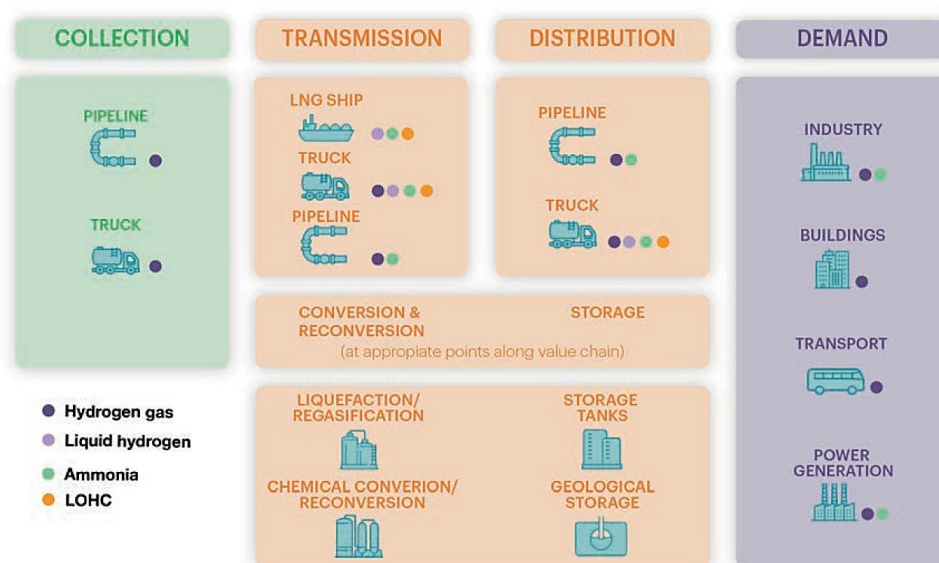 COLLECTION
PIPELINE
TRUCK
TRANSMISSION
LNG SHIP
TRUCK
PIPELINE
DISTRIBUTION
PIPELINE
TRUCK
CONVERSION &
RECONVERSION
STORAGE
(at appropiate points along value chain)
LIQUEFACTION/
REGASIFICATION
STORAGE
TANKS
CHEMICAL CONVERION/
RECONVERSION
GEOLOGICAL
STORAGE
DEMAND
INDUSTRY
BUILDINGS
TRANSPORT
POWER
GENERATION
Hydrogen gas
Liquid hydrogen
Ammonia
LOHC